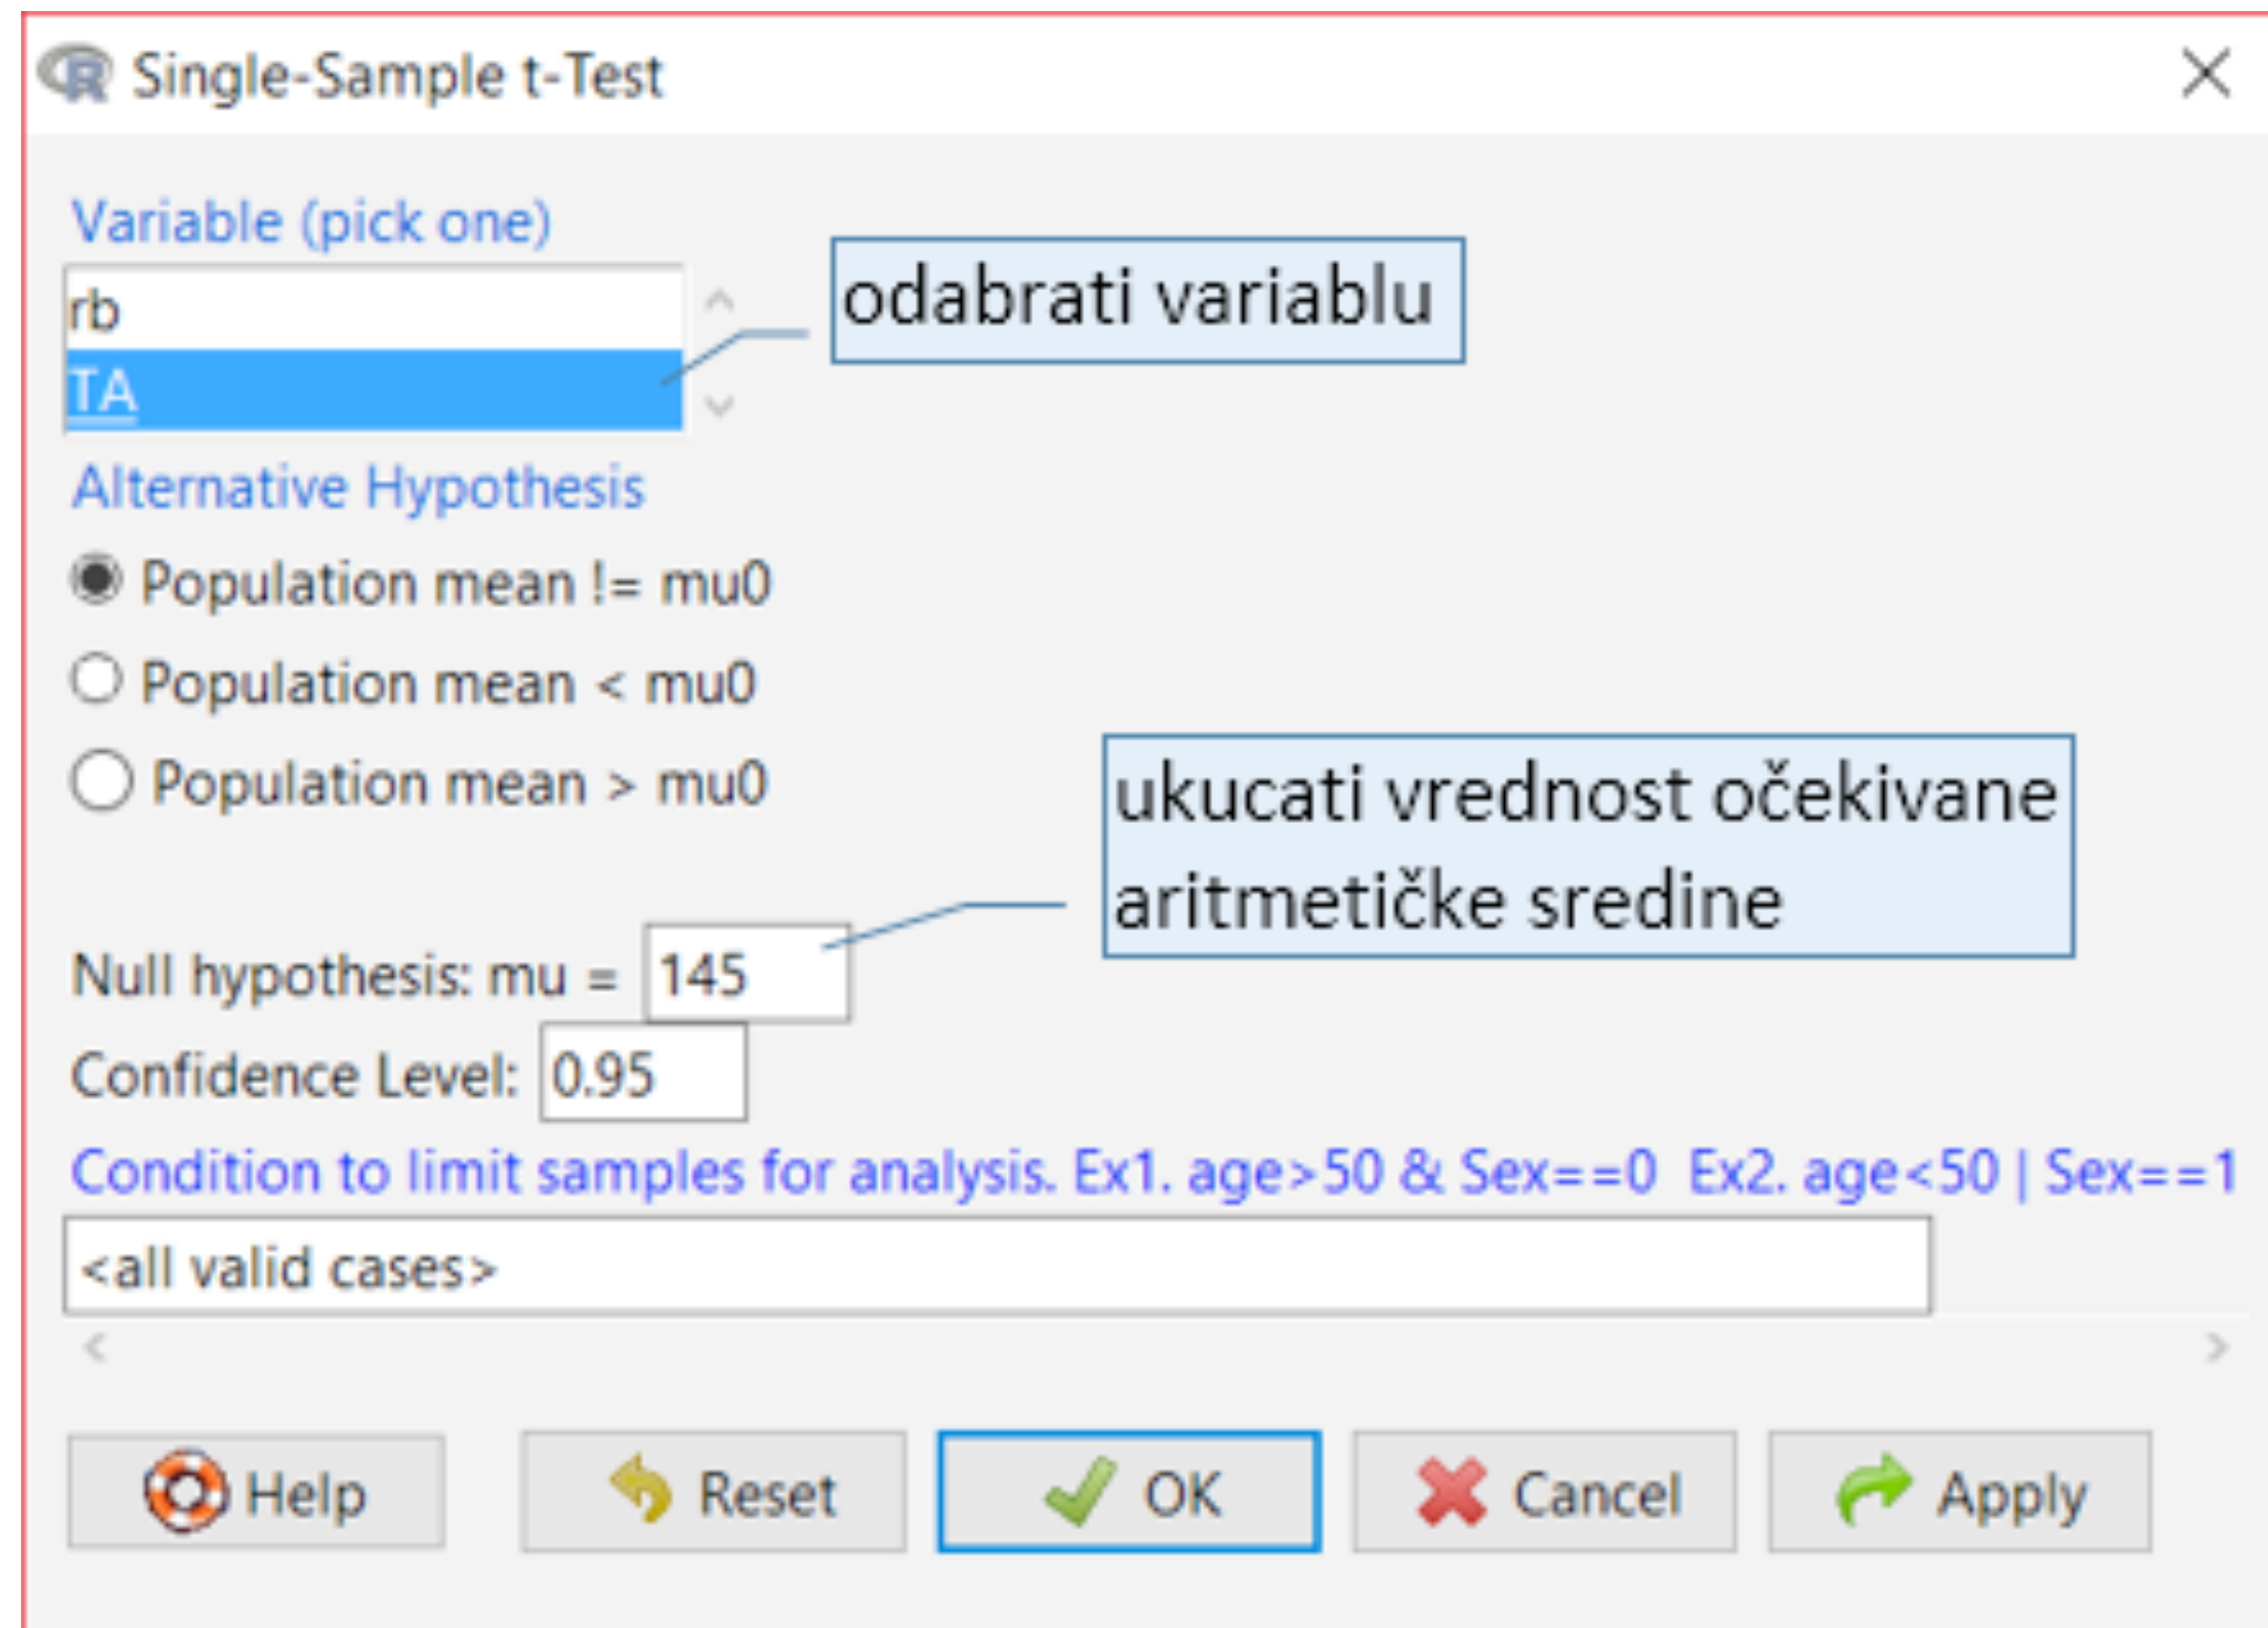 Single-Sample t-Test
Variable (pick one)
rb
TA
odabrati variablu
Alternative Hypothesis
Population mean != mu0
Population mean < mu0
Population mean > mu0
ukucati vrednost očekivane
aritmetičke sredine
Null hypothesis: mu = 145
Confidence Level: 0.95
Condition to limit samples for analysis. Ex1. age>50 & Sex==0 Ex2. age<50 | Sex==1
<all valid cases>
Help Reset OK Cancel Apply